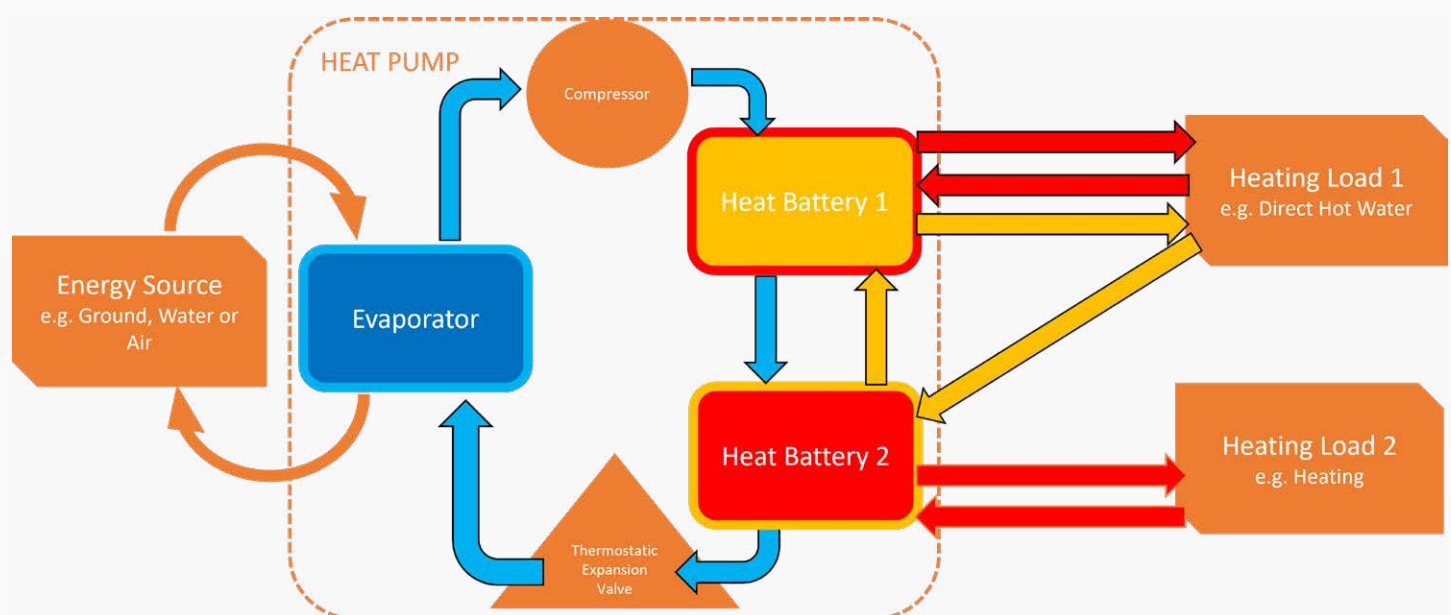 HEAT PUMP
Compressor
Heat Battery 1
Heating Load 1
e.g. Direct Hot Water
Energy Source
e.g. Ground, Water or
Air
Evaporator
Heat Battery 2
Heating Load 2
e.g. Heating
Thermostatic
Expansion
Valve